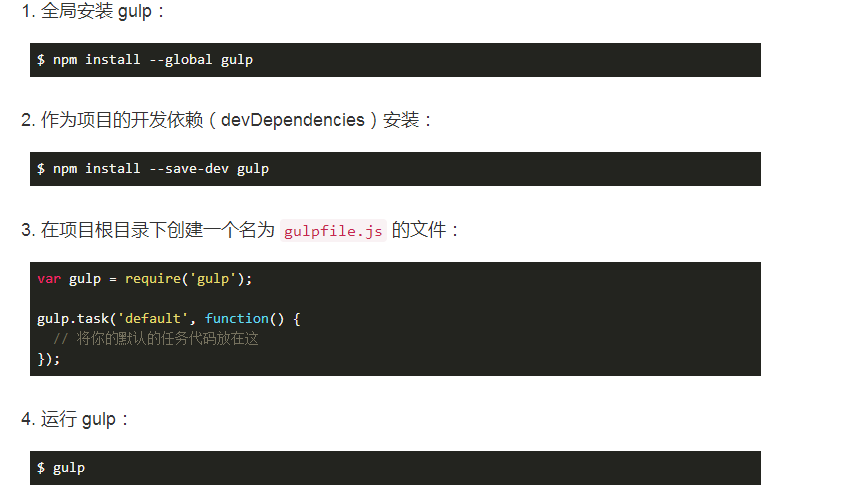 1. 全局安装 gulp：
$ npm install --global gulp
2. 作为项目的开发依赖（devDependencies）安装：
$ npm install --save-dev gulp
3. 在项目根目录下创建一个名为 gulpfile.js 的文件：
var gulp = require('gulp');
gulp.task('default', function() {
// 将你的默认的任务代码放在这
});
4. 运行 gulp：
$ gulp